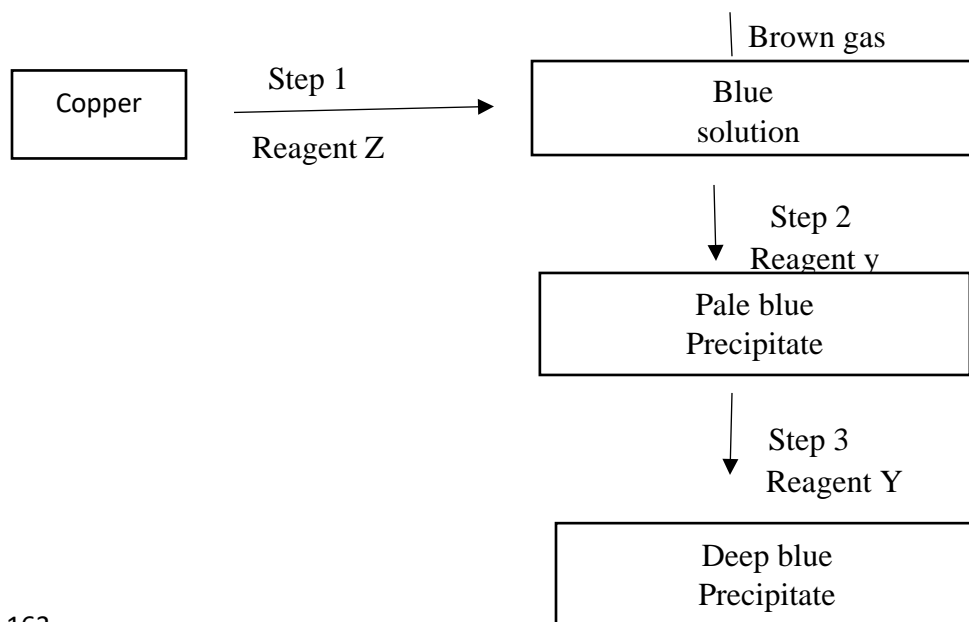 Brown gas
Step 1
Copper
Blue
solution
Reagent Z
Step 2
Reagent y
Pale blue
Precipitate
Step 3
Reagent Y
Deep blue
Precipitate